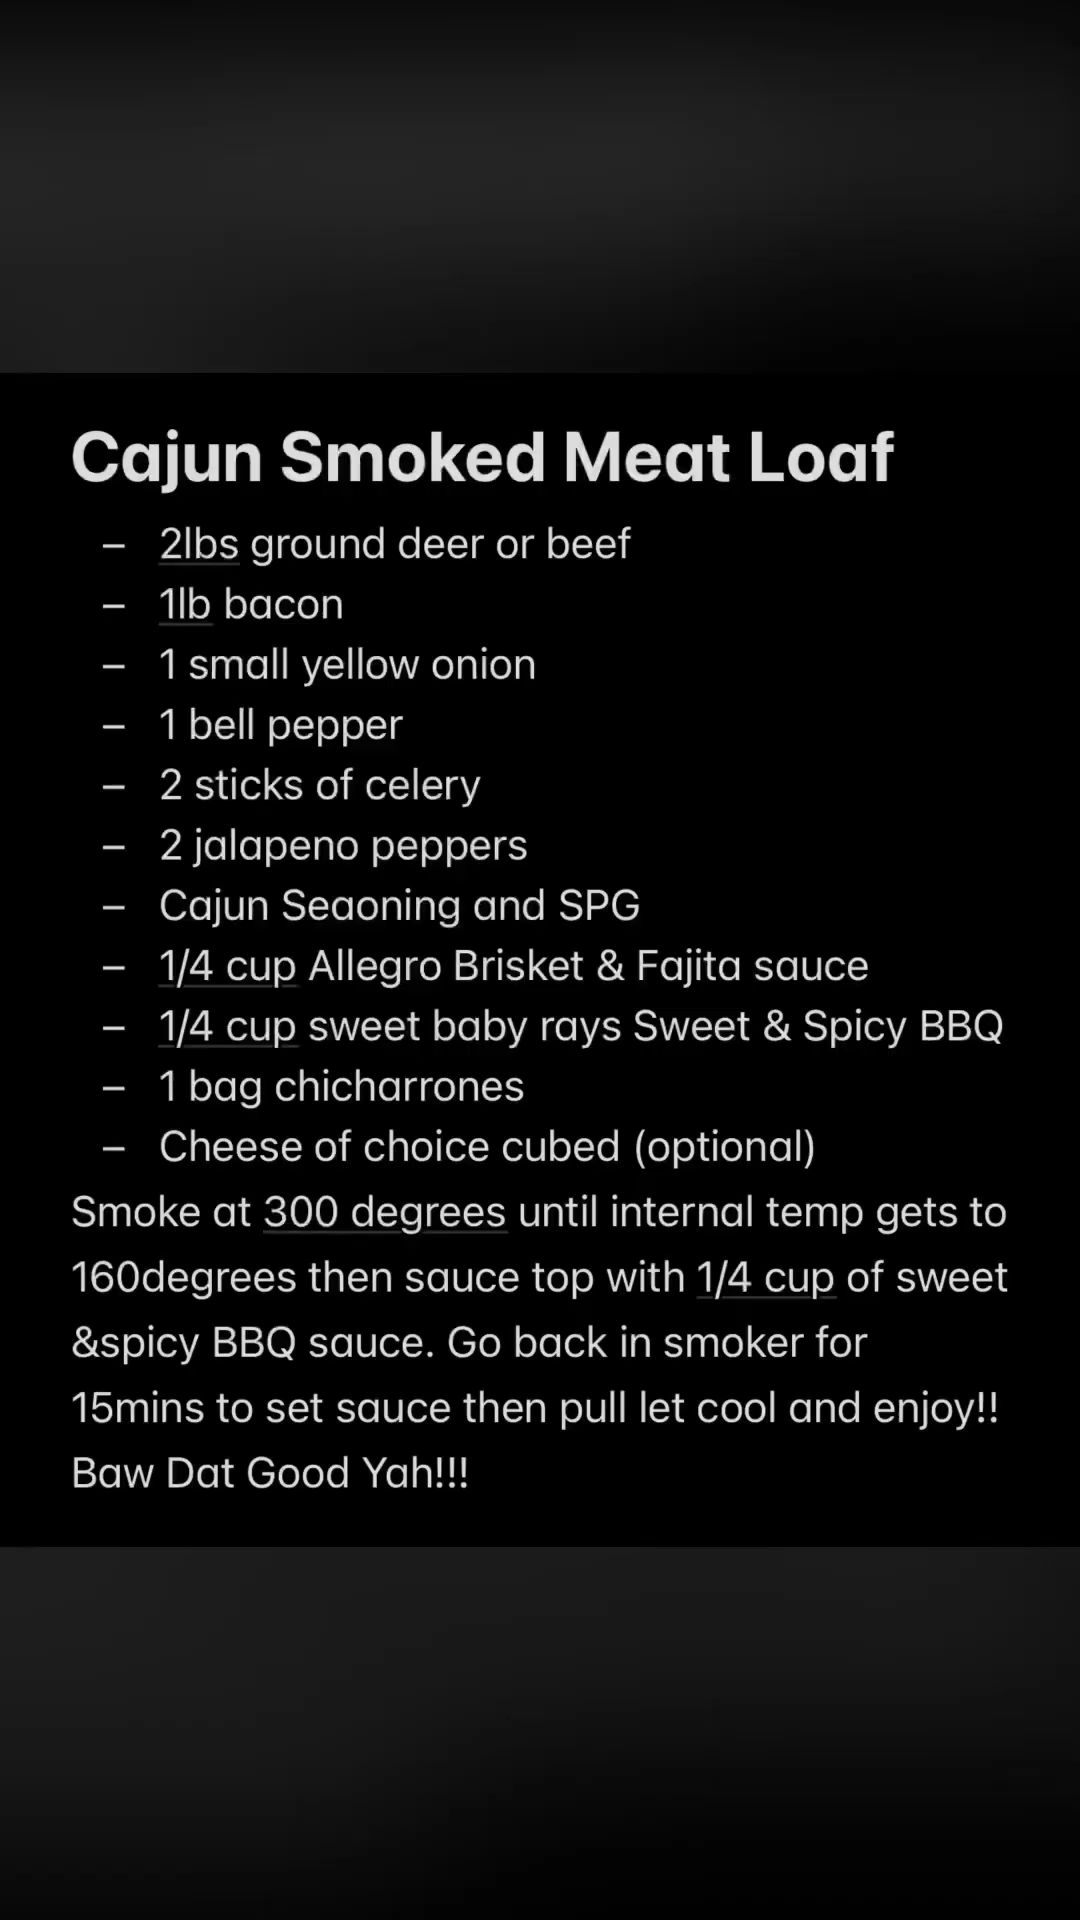 Cajun Smoked Meat Loaf
– 2lbs ground deer or beef
– 1lb bacon
– 1 small yellow onion
– 1 bell pepper
– 2 sticks of celery
– 2 jalapeno peppers
– Cajun Seaoning and SPG
– 1/4 cup Allegro Brisket & Fajita sauce
– 1/4 cup sweet baby rays Sweet & Spicy BBQ
– 1 bag chicharrones
– Cheese of choice cubed (optional)
Smoke at 300 degrees until internal temp gets to
160degrees then sauce top with 1/4 cup of sweet
&spicy BBQ sauce. Go back in smoker for
15mins to set sauce then pull let cool and enjoy!!
Baw Dat Good Yah!!!